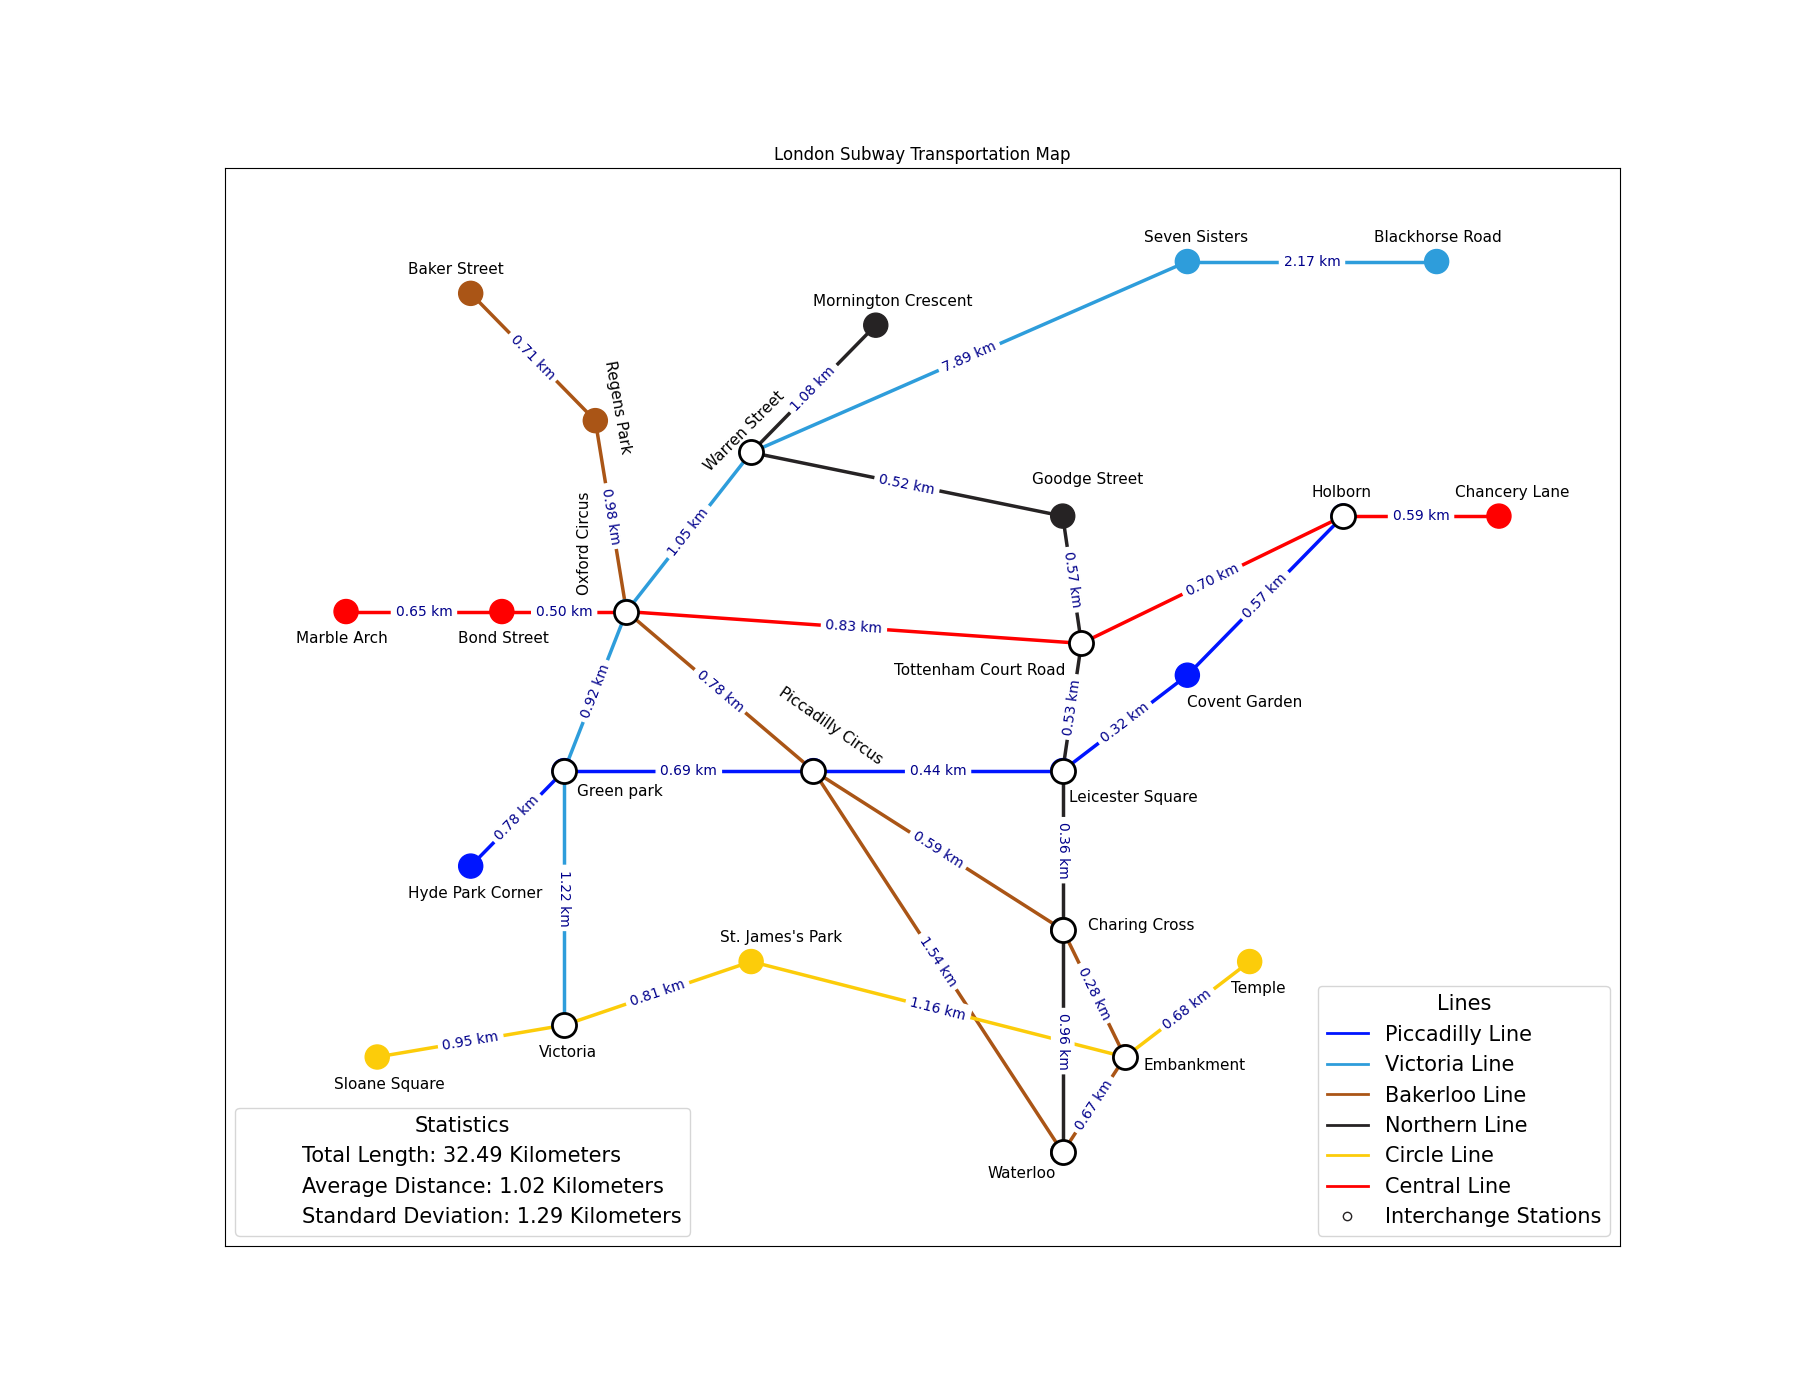 London Subway Transportation Map
Seven Sisters
Blackhorse Road
2.17 km
Baker Street
Mornington Crescent
0.71 km
7.89 km
1.08 km
Regens Park
Warren Street
Goodge Street
0.52 km
Holborn
Chancery Lane
0.59 km
0.98 km
1.05 km
Oxford Circus
0.57 km
0.70 km
0.57 km
0.65 km
0.50 km
0.83 km
Marble Arch
Bond Street
Tottenham Court Road
0.92 km
0.78 km
Piccadilly Circus
0.53 km
0.32 km
Covent Garden
0.69 km
0.44 km
Green park
Leicester Square
0.78 km
0.59 km
0.36 km
Hyde Park Corner
1.22 km
Charing Cross
St. James's Park
1.54 km
0.28 km
Temple
0.81 km
1.16 km
0.68 km
0.95 km
0.96 km
Victoria
Embankment
Sloane Square
0.67 km
Waterloo
Statistics
Total Length: 32.49 Kilometers
Average Distance: 1.02 Kilometers
Standard Deviation: 1.29 Kilometers
Lines
Piccadilly Line
Victoria Line
Bakerloo Line
Northern Line
Circle Line
Central Line
Interchange Stations